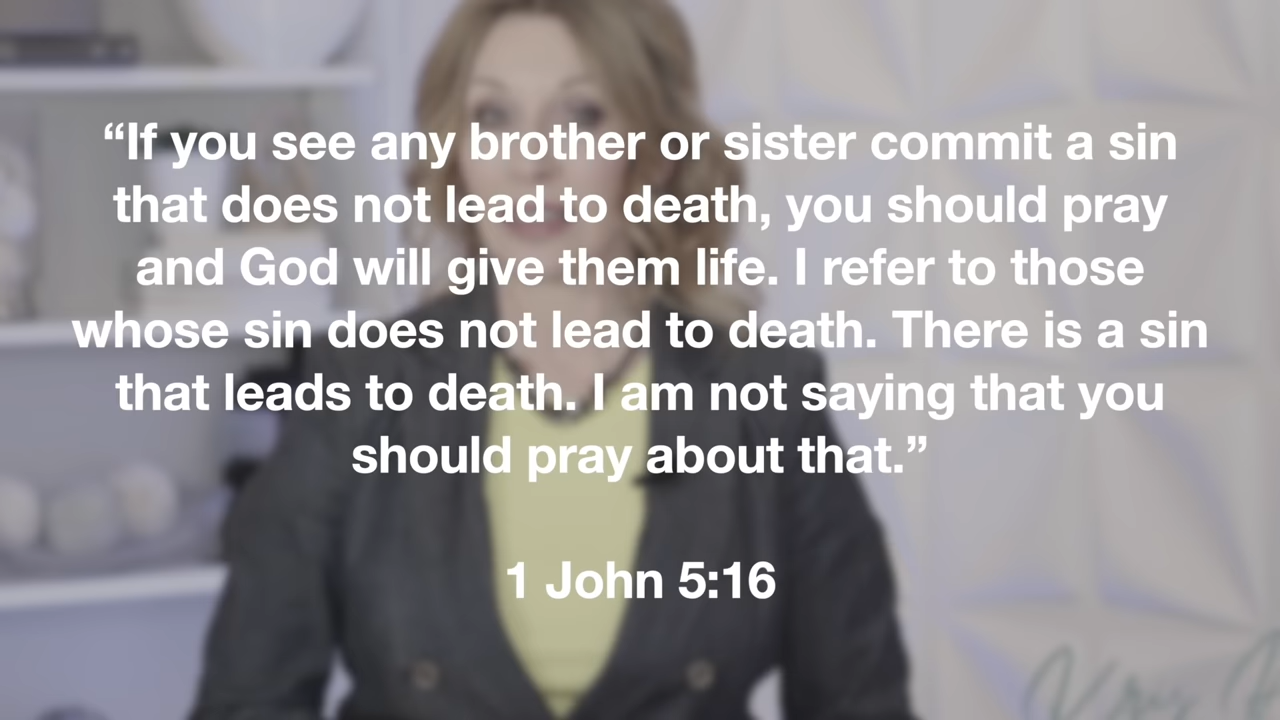 “If you see any brother or sister commit a sin
that does not lead to death, you should pray
and God will give them life. I refer to those
whose sin does not lead to death. There is a sin
that leads to death. I am not saying that you
should pray about that.”
1 John 5:16